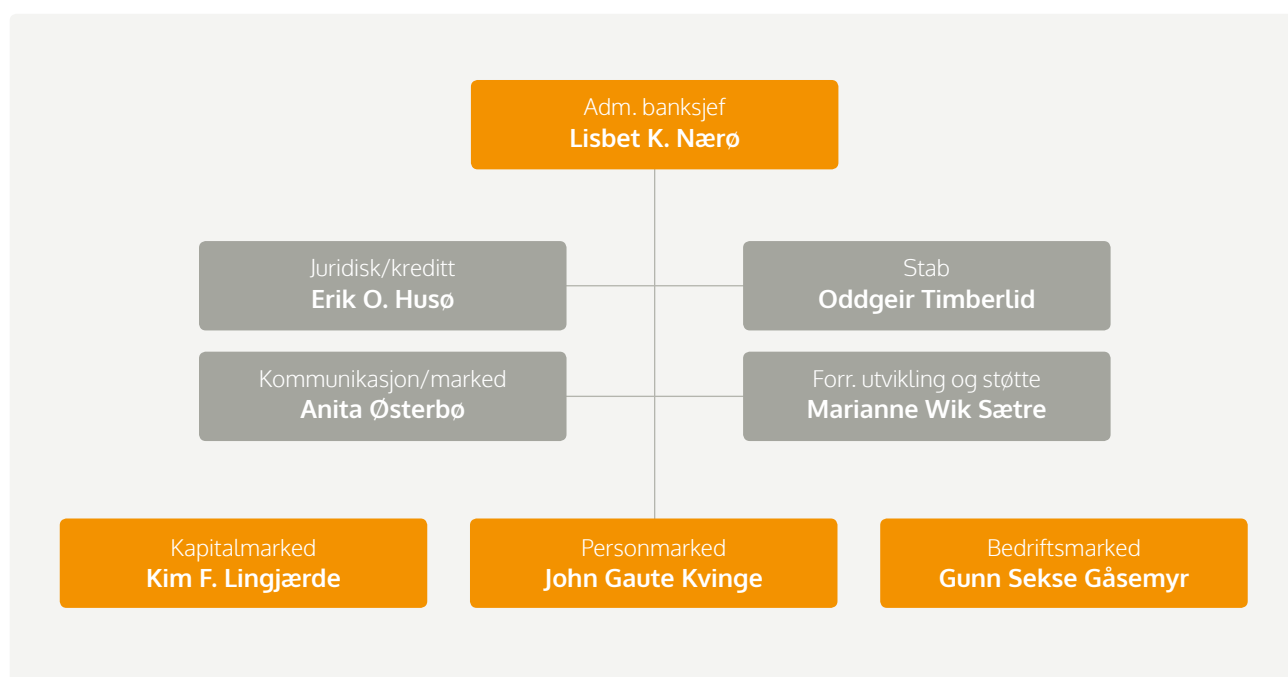 Adm. banksjef
Lisbet K. Nærø
Juridisk/kreditt
Erik O. Husø
Stab
Oddgeir Timberlid
Kommunikasjon/marked
Anita Østerbø
Forr. utvikling og støtte
Marianne Wik Sætre
Kapitalmarked
Kim F. Lingjærde
Personmarked
John Gaute Kvinge
Bedriftsmarked
Gunn Sekse Gåsemyr